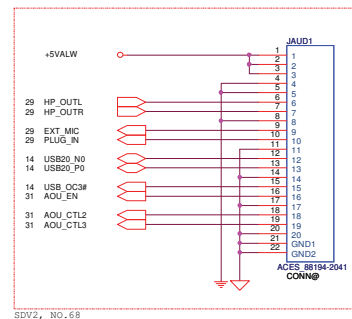 JAUD1
+5VALW
1 1
2 2
3 3
4 4
5 5
29 HP_OUTL 6 6
29 HP_OUTR 7 7
8 8
29 EXT_MIC 9 9
29 PLUG_IN 10 10
11 11
14 USB20_N0 12 12
14 USB20_P0 13 13
14 14
14 USB_OC3# 15 15
31 AOU_EN 16 16
17 17
31 AOU_CTL2 18 18
31 AOU_CTL3 19 19
20 20
21 GND1
22 GND2
ACES_88194-2041
CONN@
SDV2, NO.68